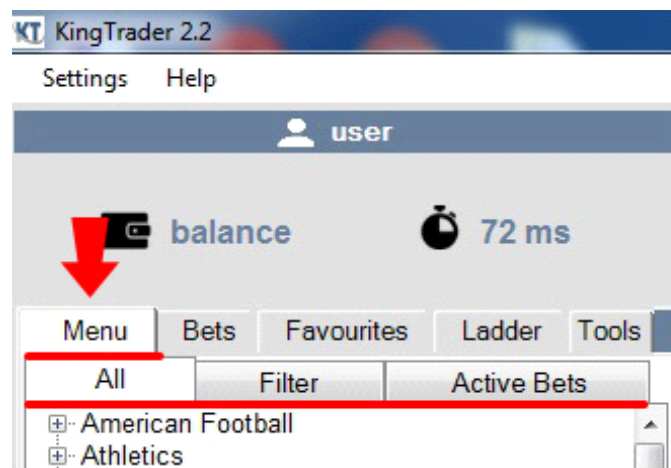 KT KingTrader 2.2
Settings Help
user
balance 72 ms
Menu Bets Favourites Ladder Tools
All Filter Active Bets
American Football
Athletics